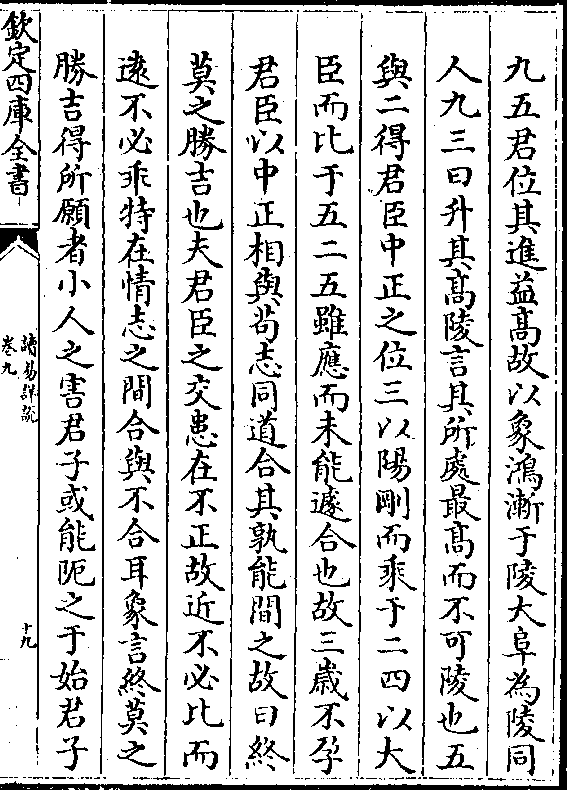 九五君位其進益髙故以象鴻漸于陵大阜為陵同
人九三曰升其髙陵言其所處最髙而不可陵也五
與二得君臣中正之位三以陽剛而乘于二四以大
臣而比于五二五雖應而未能遽合也故三嵗不孕
君臣以中正相與茍志同道合其孰能間之故曰終
莫之勝吉也夫君臣之交患在不正故近不必比而
逺不必乖特在情志之間合與不合耳象言終莫之
勝吉得所願者小人之害君子或能阨之于始君子
欽定四庫全書
讀易詳説
卷九
十九